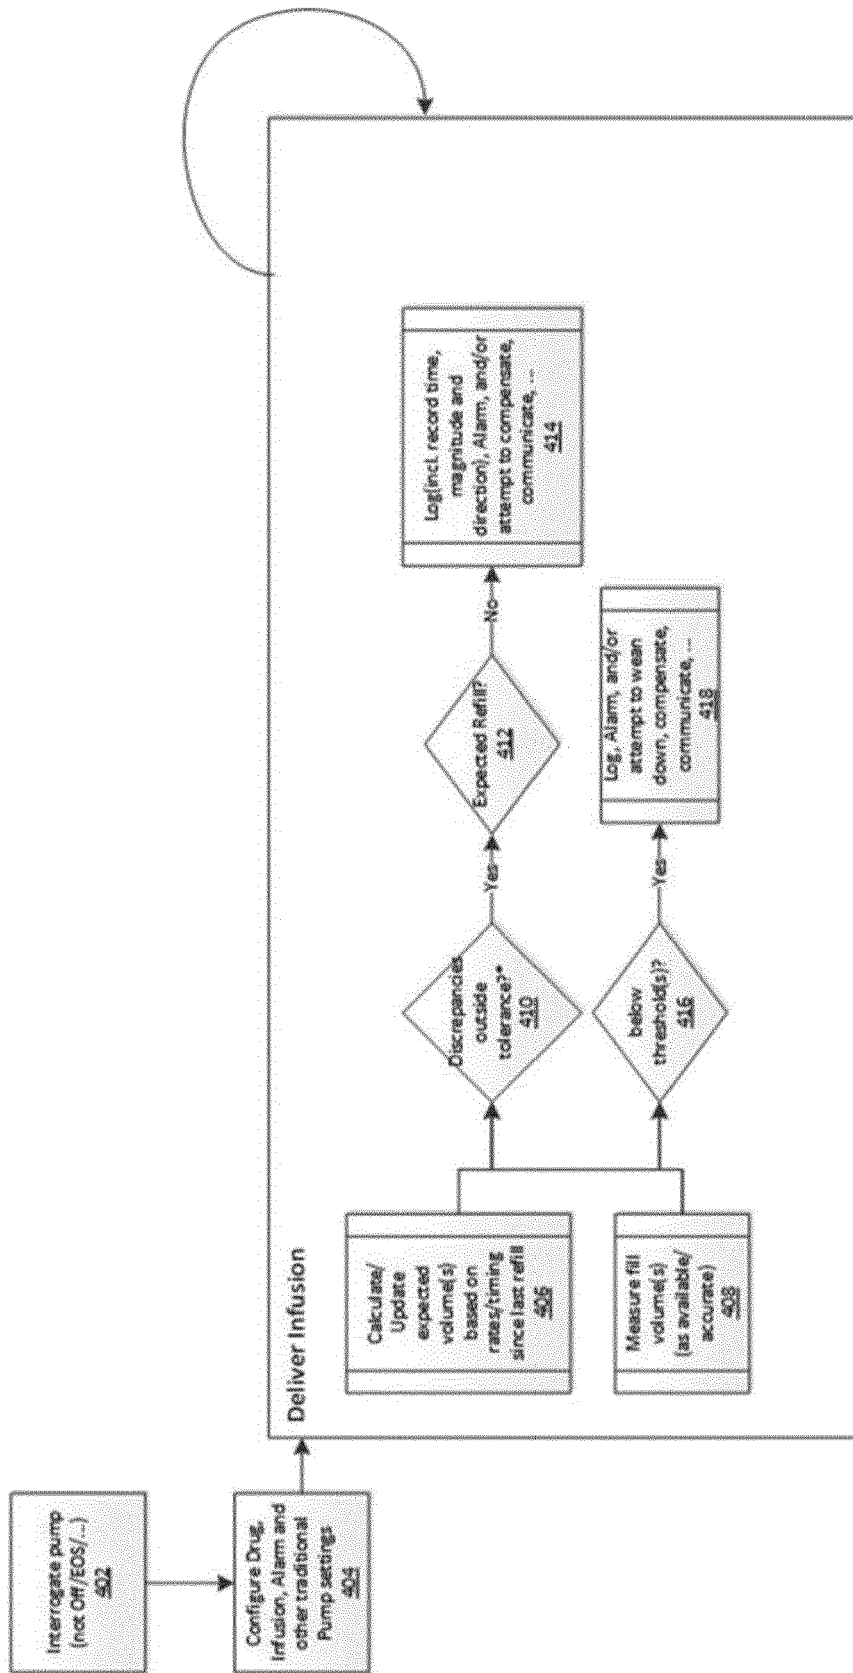 Interrogate pump
(not Off/EOS/...)
402
Configure Drug,
Infusion, Alarm and
other traditional
Pump settings
404
Deliver Infusion
Calculate/
Update
expected
volume(s)
based on
rates/timing
since last refill
406
Measure fill
volume(s)
(as available/
accurate)
408
Discrepancies
outside
tolerance?*
410
Yes
Expected Refill?
412
No
Log(incl. record time,
magnitude and
direction), Alarm, and/or
attempt to compensate,
communicate, ...
414
below
threshold(s)?
416
Yes
Log, Alarm, and/or
attempt to wean
down, compensate,
communicate, ...
418